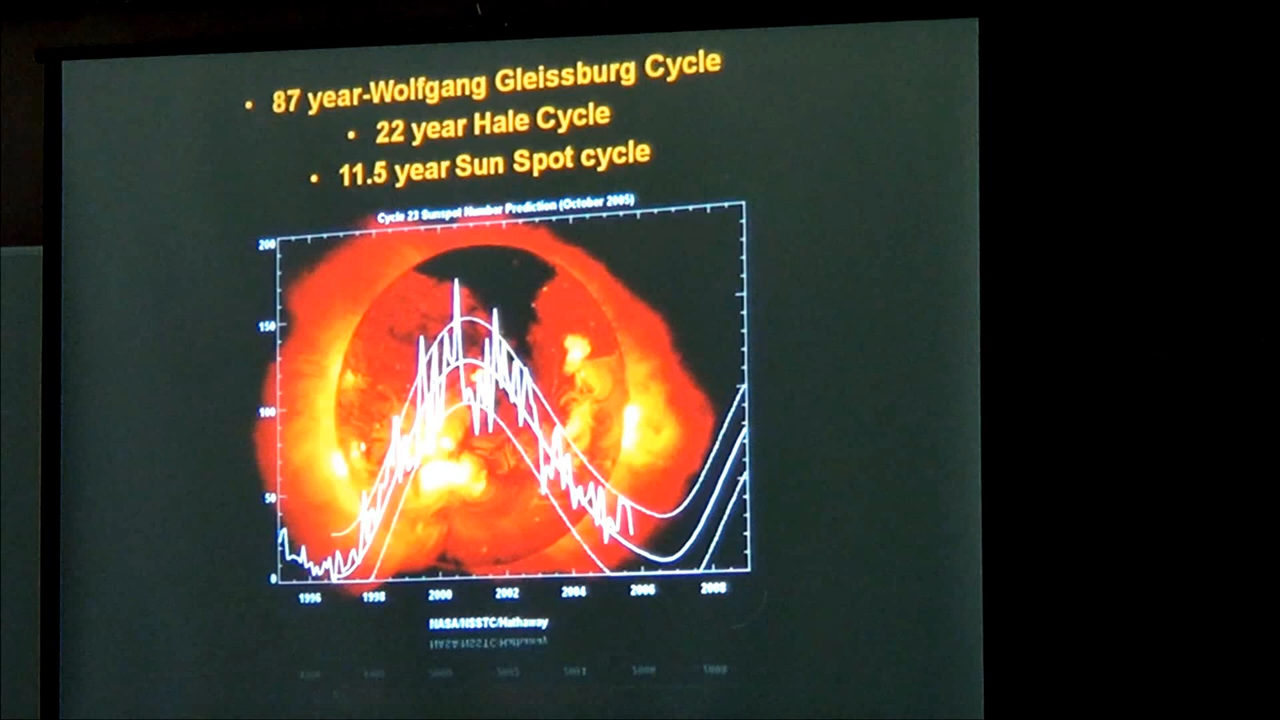 • 87 year-Wolfgang Gleissburg Cycle
• 22 year Hale Cycle
• 11.5 year Sun Spot cycle
Cycle 23 Sunspot Number Prediction (October 2005)
200
150
100
50
0
1996 1998 2000 2002 2004 2006 2008
NASA/NSSTC/Hathaway